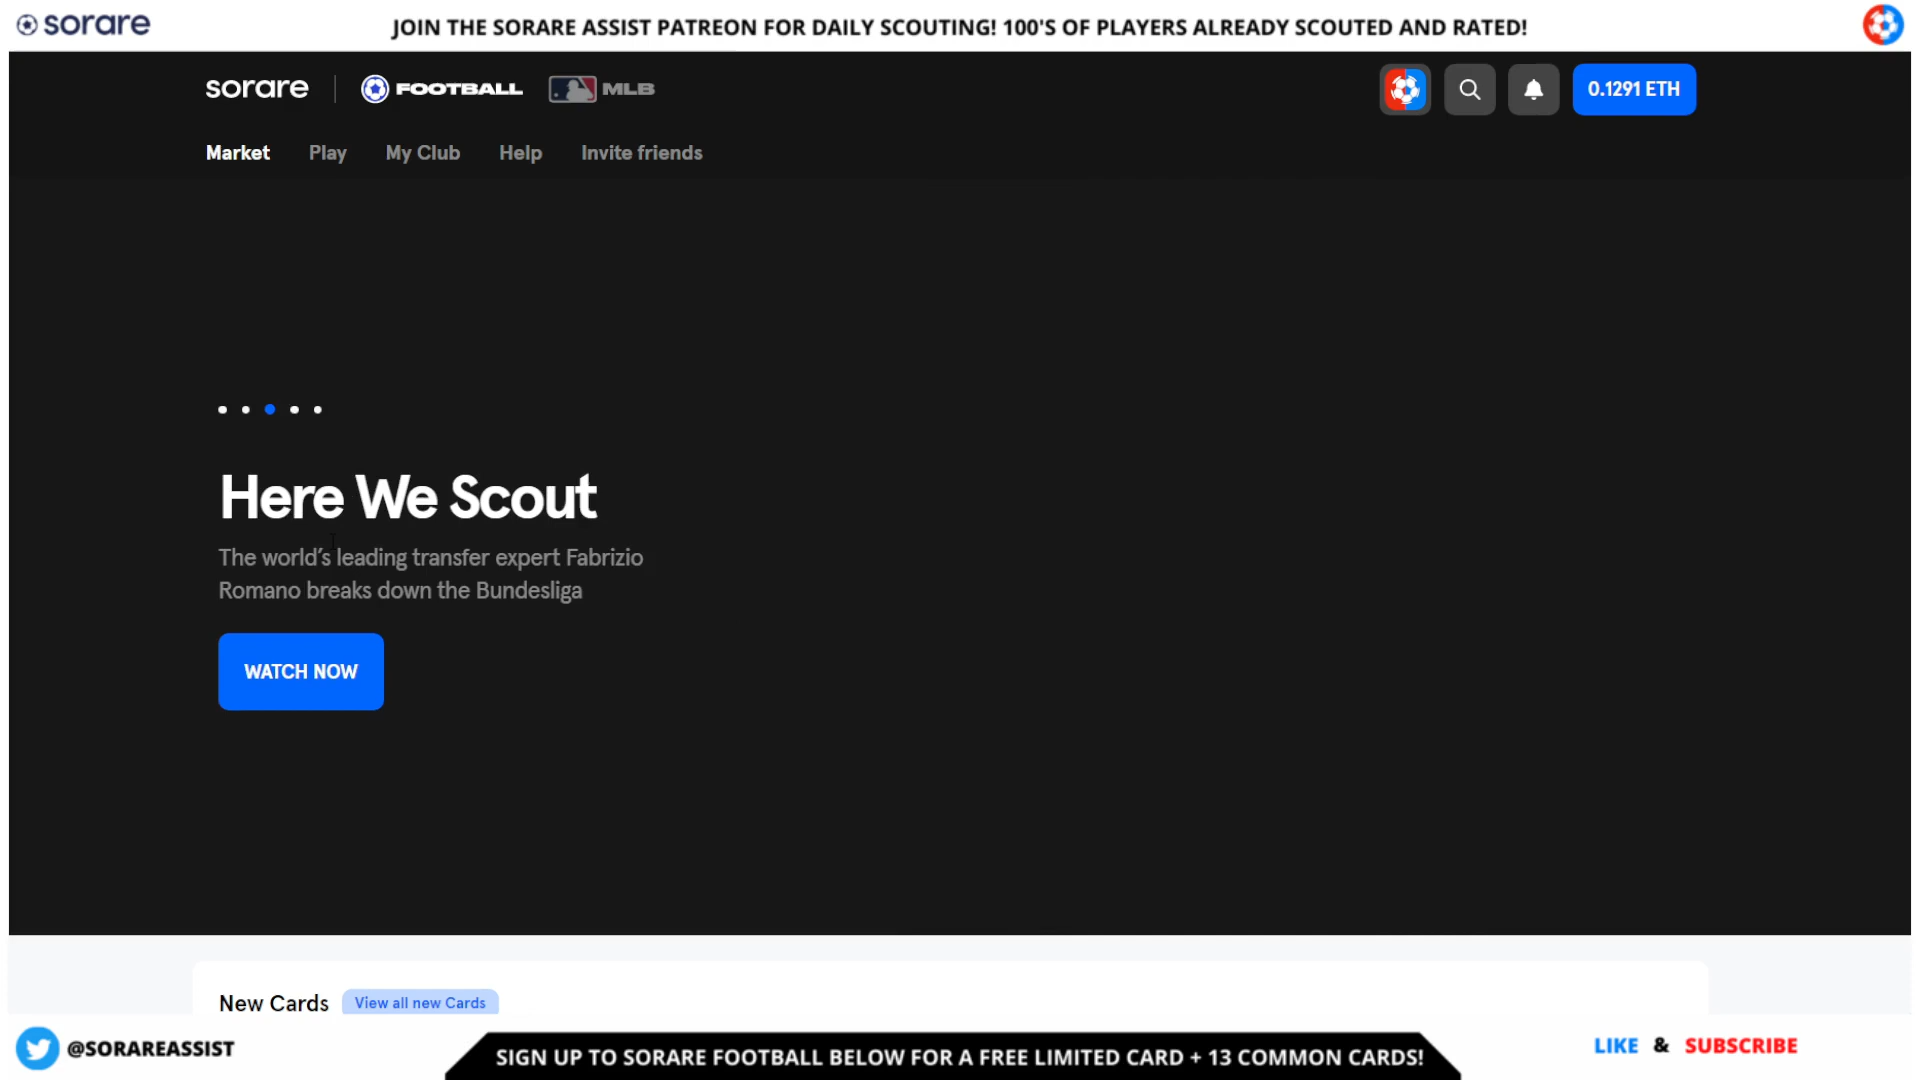 sorare
JOIN THE SORARE ASSIST PATREON FOR DAILY SCOUTING! 100'S OF PLAYERS ALREADY SCOUTED AND RATED!
sorare FOOTBALL MLB
0.1291 ETH
Market Play My Club Help Invite friends
Here We Scout
The world's leading transfer expert Fabrizio
Romano breaks down the Bundesliga
WATCH NOW
New Cards View all new Cards
@SORAREASSIST
SIGN UP TO SORARE FOOTBALL BELOW FOR A FREE LIMITED CARD + 13 COMMON CARDS!
LIKE & SUBSCRIBE